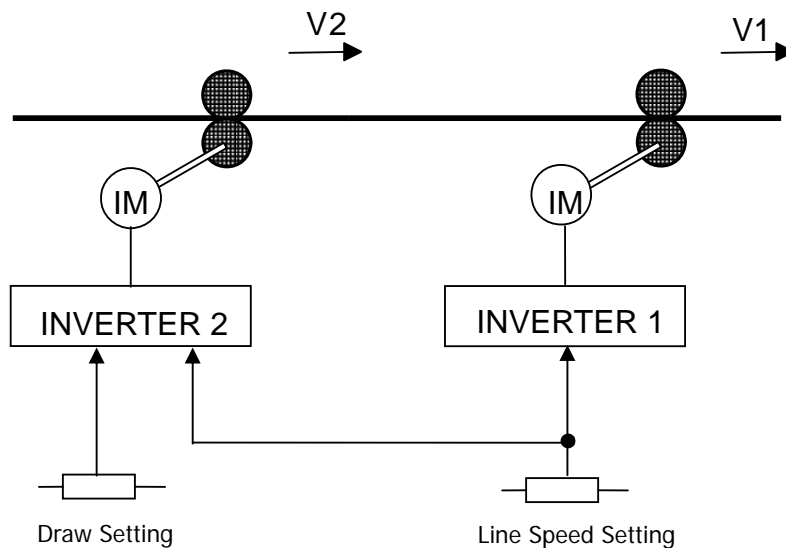 V2
V1
IM
IM
INVERTER 2
INVERTER 1
Draw Setting
Line Speed Setting